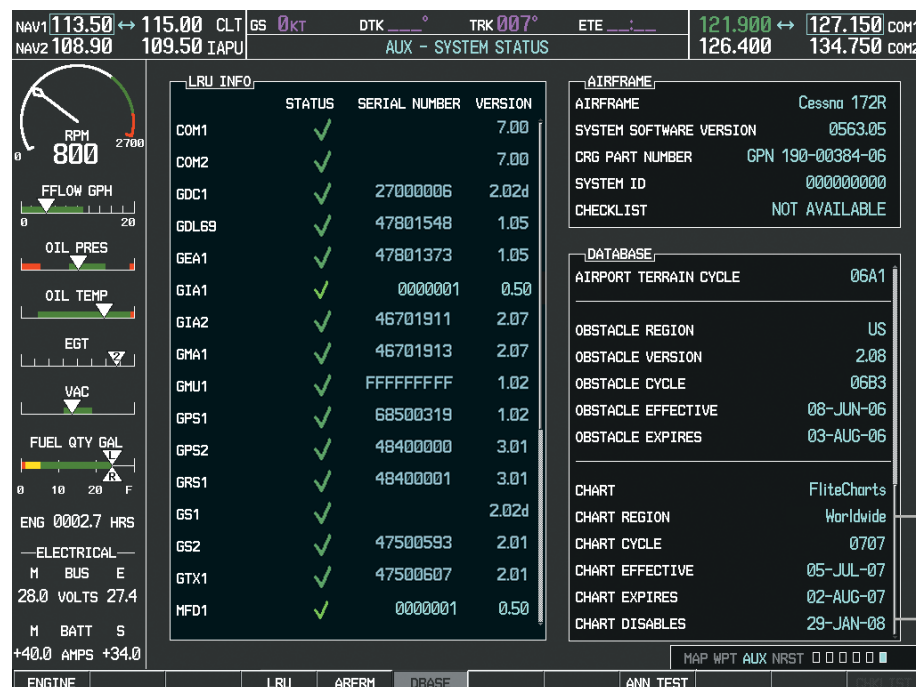 NAV1 113.50 ↔ 115.00 CLT GS 0KT DTK ___° TRK 007° ETE __:__ 121.900 ↔ 127.150 COM1
NAV2 108.90 109.50 IAPU AUX - SYSTEM STATUS 126.400 134.750 COM2
RPM
800
0 2700
FFLOW GPH
0 20
OIL PRES
OIL TEMP
EGT
2
VAC
FUEL QTY GAL
L
R
0 10 20 F
ENG 0002.7 HRS
ELECTRICAL
M BUS E
28.0 VOLTS 27.4
M BATT S
+40.0 AMPS +34.0
LRU INFO
STATUS SERIAL NUMBER VERSION
COM1 ✓ 7.00
COM2 ✓ 7.00
GDC1 ✓ 27000006 2.02d
GDL69 ✓ 47801548 1.05
GEA1 ✓ 47801373 1.05
GIA1 ✓ 0000001 0.50
GIA2 ✓ 46701911 2.07
GMA1 ✓ 46701913 2.07
GMU1 ✓ FFFFFFFFF 1.02
GPS1 ✓ 68500319 1.02
GPS2 ✓ 48400000 3.01
GRS1 ✓ 48400001 3.01
GS1 ✓ 2.02d
GS2 ✓ 47500593 2.01
GTX1 ✓ 47500607 2.01
MFD1 ✓ 0000001 0.50
AIRFRAME
AIRFRAME Cessna 172R
SYSTEM SOFTWARE VERSION 0563.05
CRG PART NUMBER GPN 190-00384-06
SYSTEM ID 000000000
CHECKLIST NOT AVAILABLE
DATABASE
AIRPORT TERRAIN CYCLE 06A1
OBSTACLE REGION US
OBSTACLE VERSION 2.08
OBSTACLE CYCLE 06B3
OBSTACLE EFFECTIVE 08-JUN-06
OBSTACLE EXPIRES 03-AUG-06
CHART FliteCharts
CHART REGION Worldwide
CHART CYCLE 0707
CHART EFFECTIVE 05-JUL-07
CHART EXPIRES 02-AUG-07
CHART DISABLES 29-JAN-08
MAP WPT AUX NRST
ENGINE LRU ARFRM DBASE ANN TEST CHKLIST